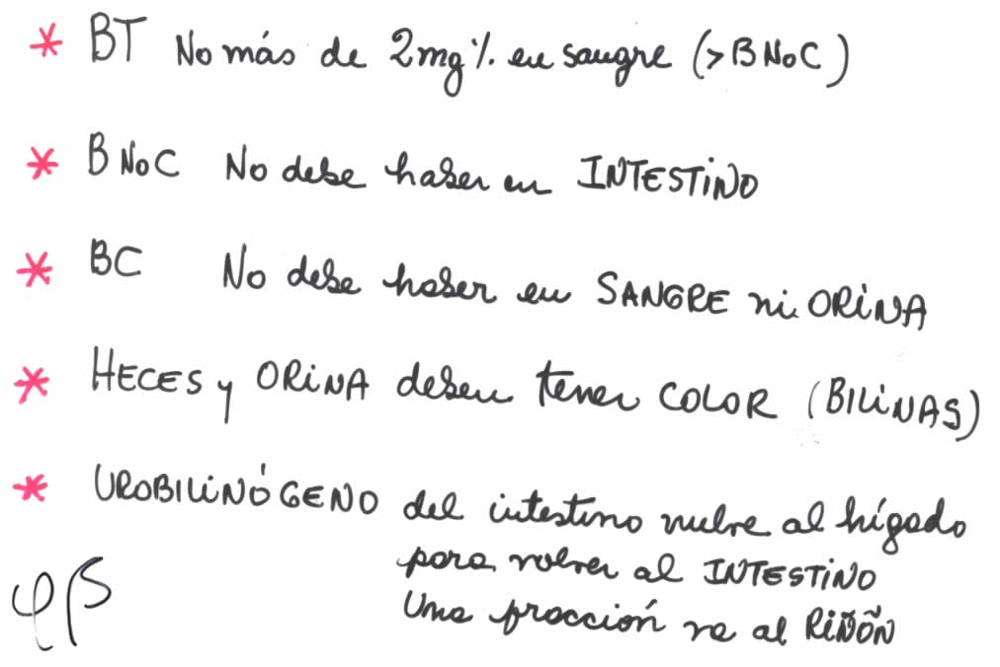 * BT No más de 2mg% en sangre (>BNoC)
* BNoC No debe haber en INTESTINO
* BC No debe haber en SANGRE ni ORINA
* HECES y ORINA deben tener COLOR (BILINAS)
* UROBILINÓGENO del intestino vuelve al hígado
para volver al INTESTINO
Una fracción va al RIÑÓN
φβ